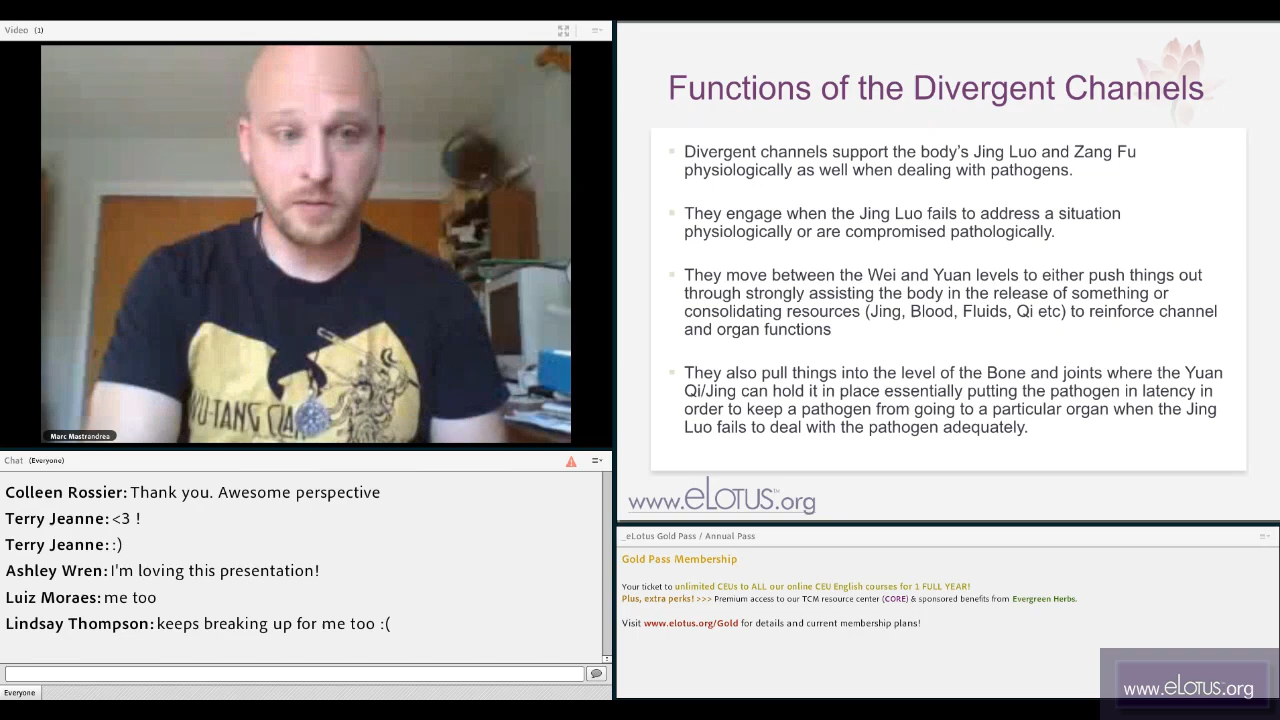 Video (1)
WU-TANG CLAN
Marc Mastrandrea
Chat (Everyone)
Colleen Rossier: Thank you. Awesome perspective
Terry Jeanne: <3 !
Terry Jeanne: :)
Ashley Wren: I'm loving this presentation!
Luiz Moraes: me too
Lindsay Thompson: keeps breaking up for me too :(
Everyone
Functions of the Divergent Channels
Divergent channels support the body's Jing Luo and Zang Fu
physiologically as well when dealing with pathogens.
They engage when the Jing Luo fails to address a situation
physiologically or are compromised pathologically.
They move between the Wei and Yuan levels to either push things out
through strongly assisting the body in the release of something or
consolidating resources (Jing, Blood, Fluids, Qi etc) to reinforce channel
and organ functions
They also pull things into the level of the Bone and joints where the Yuan
Qi/Jing can hold it in place essentially putting the pathogen in latency in
order to keep a pathogen from going to a particular organ when the Jing
Luo fails to deal with the pathogen adequately.
www.eLOTUS.org
_eLotus Gold Pass / Annual Pass
Gold Pass Membership
Your ticket to unlimited CEUs to ALL our online CEU English courses for 1 FULL YEAR!
Plus, extra perks! >>> Premium access to our TCM resource center (CORE) & sponsored benefits from Evergreen Herbs.
Visit www.elotus.org/Gold for details and current membership plans!
www.eLOTUS.org